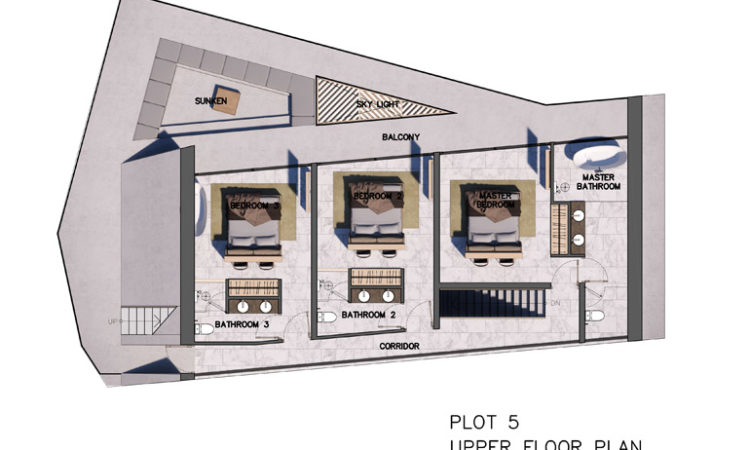 SUNKEN
SKY LIGHT
BALCONY
MASTER
BATHROOM
BEDROOM 3
BEDROOM 2
MASTER
BEDROOM
UP
DN
BATHROOM 3
BATHROOM 2
CORRIDOR
PLOT 5
UPPER FLOOR PLAN